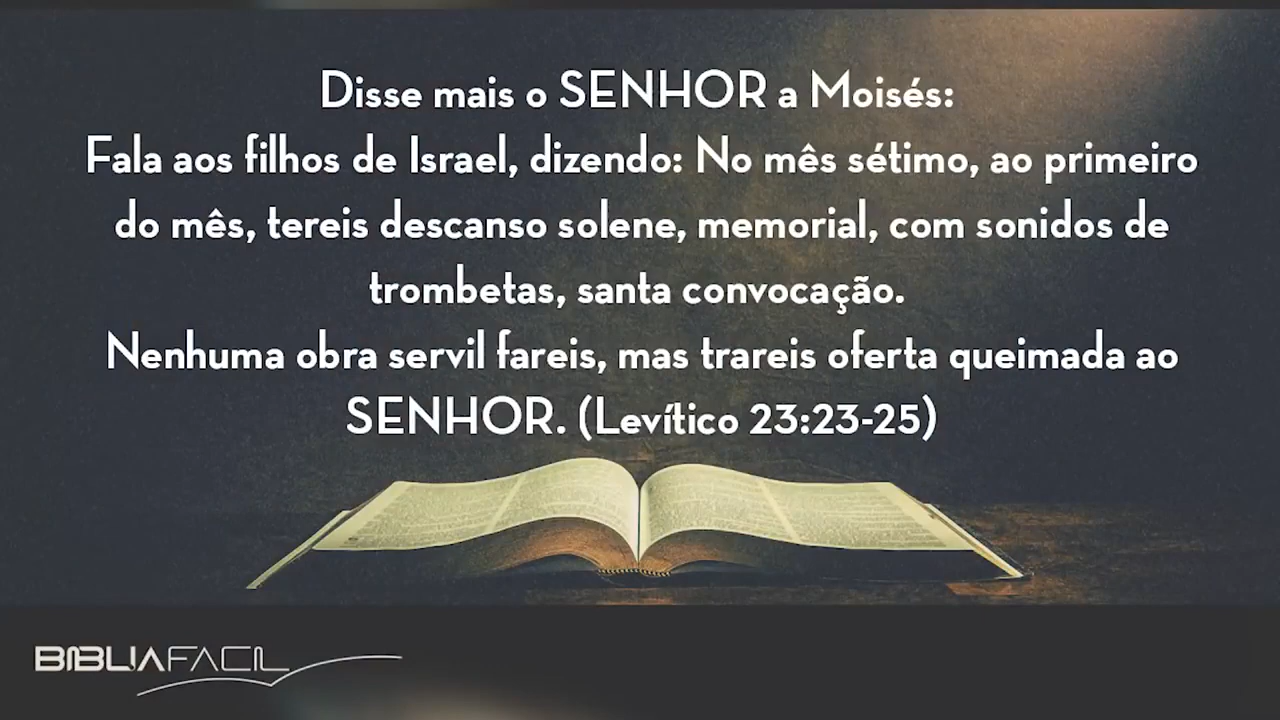 Disse mais o SENHOR a Moisés:
Fala aos filhos de Israel, dizendo: No mês sétimo, ao primeiro
do mês, tereis descanso solene, memorial, com sonidos de
trombetas, santa convocação.
Nenhuma obra servil fareis, mas trareis oferta queimada ao
SENHOR. (Levítico 23:23-25)
BIBLIAFACIL